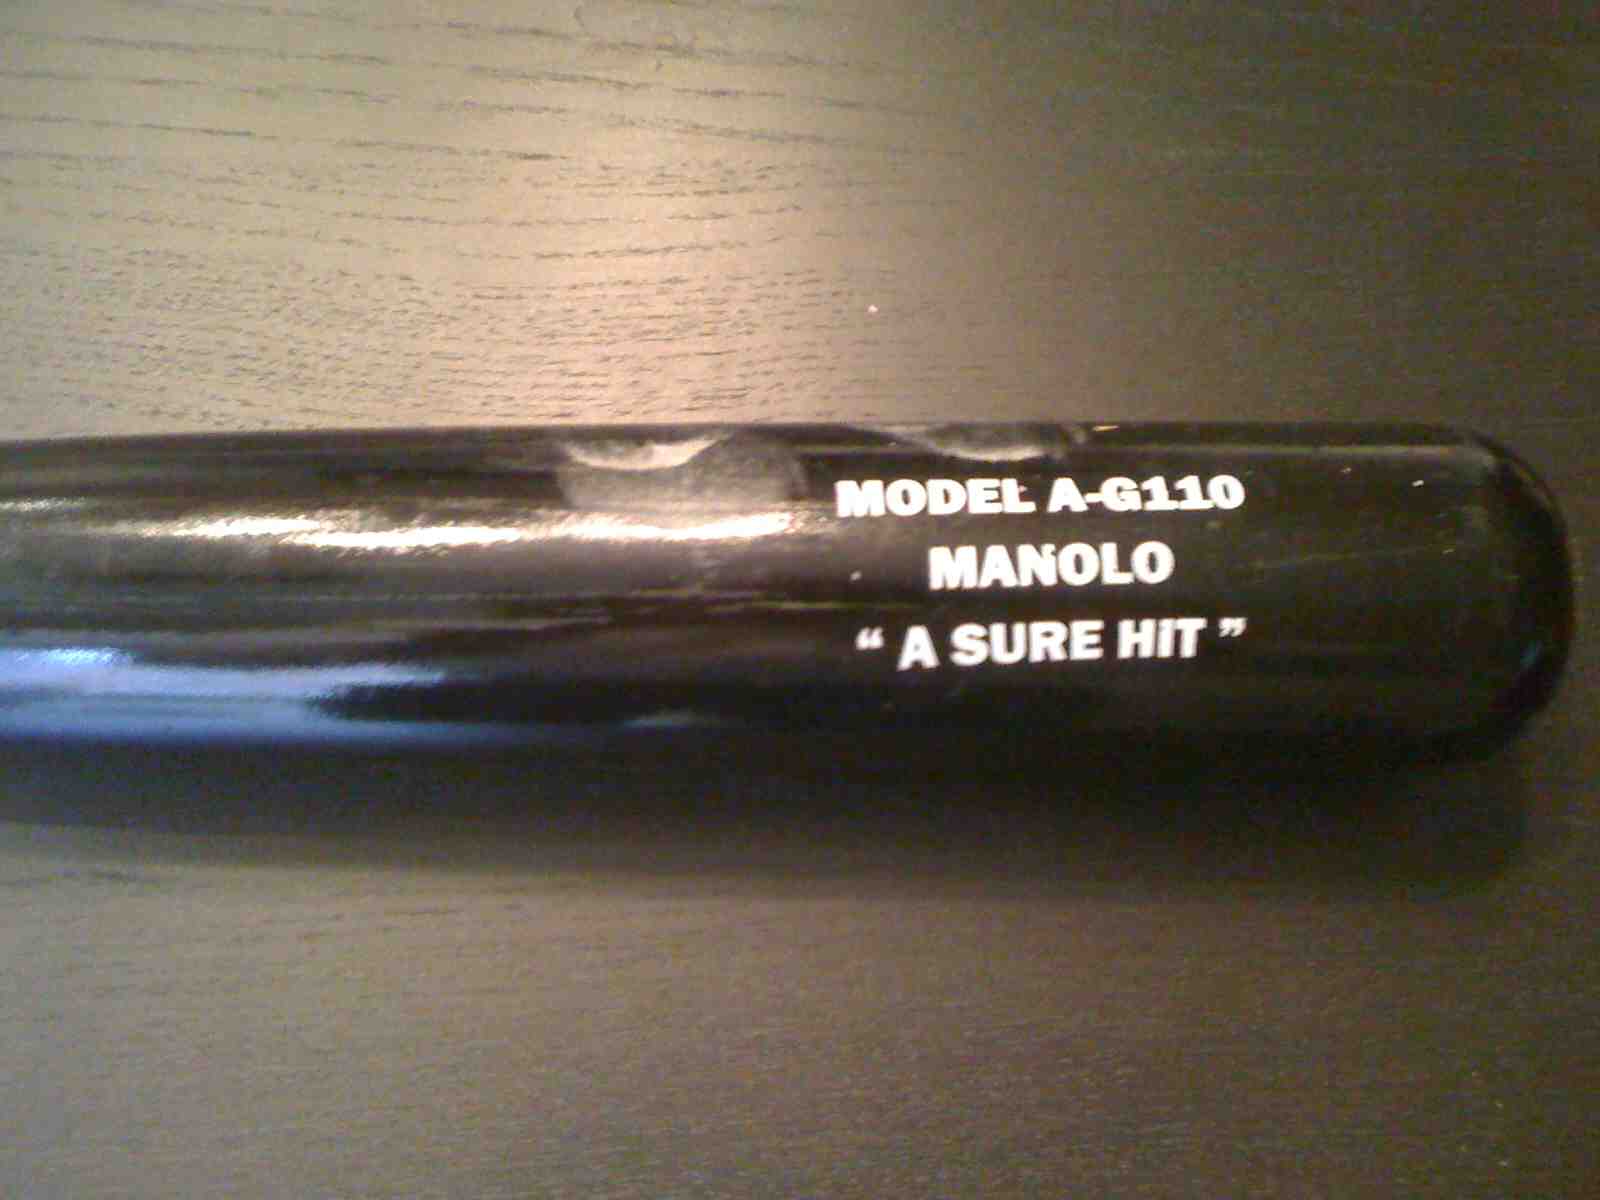 MODEL A-G110
MANOLO
“ A SURE HiT ”